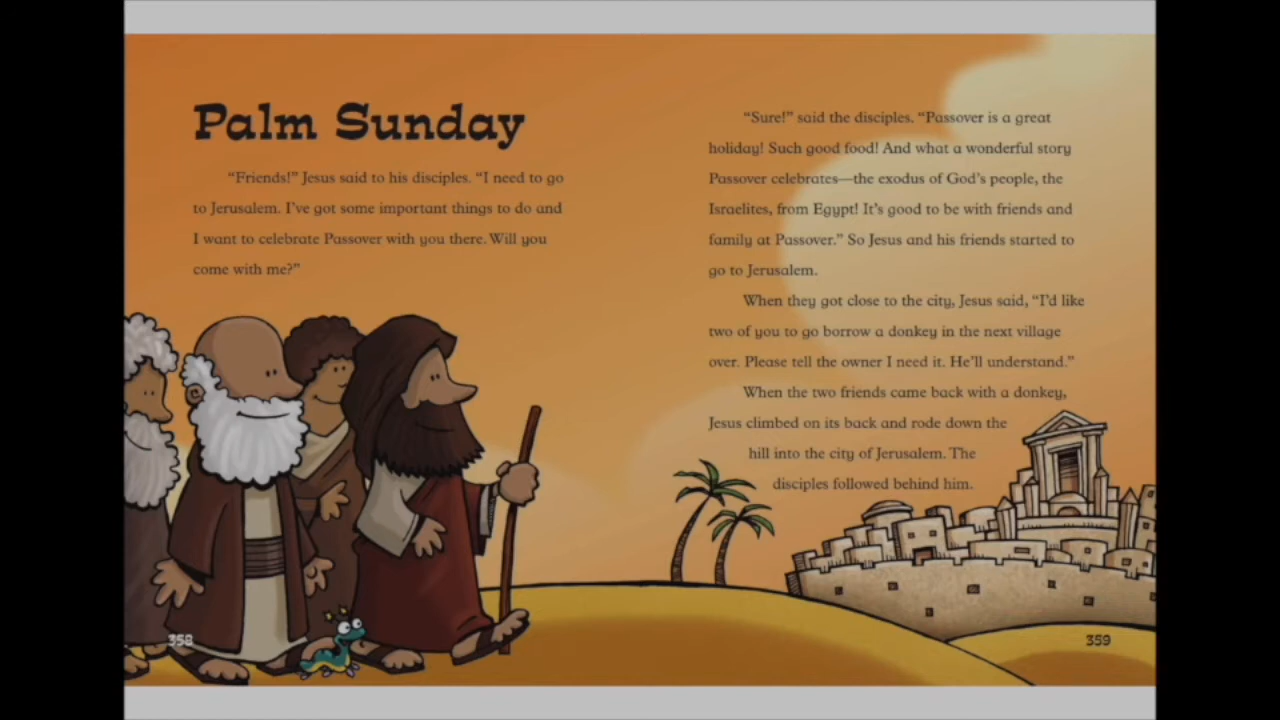 Palm Sunday
“Friends!” Jesus said to his disciples. “I need to go
to Jerusalem. I’ve got some important things to do and
I want to celebrate Passover with you there. Will you
come with me?”
358
“Sure!” said the disciples. “Passover is a great
holiday! Such good food! And what a wonderful story
Passover celebrates—the exodus of God’s people, the
Israelites, from Egypt! It’s good to be with friends and
family at Passover.” So Jesus and his friends started to
go to Jerusalem.
When they got close to the city, Jesus said, “I’d like
two of you to go borrow a donkey in the next village
over. Please tell the owner I need it. He’ll understand.”
When the two friends came back with a donkey,
Jesus climbed on its back and rode down the
hill into the city of Jerusalem. The
disciples followed behind him.
359